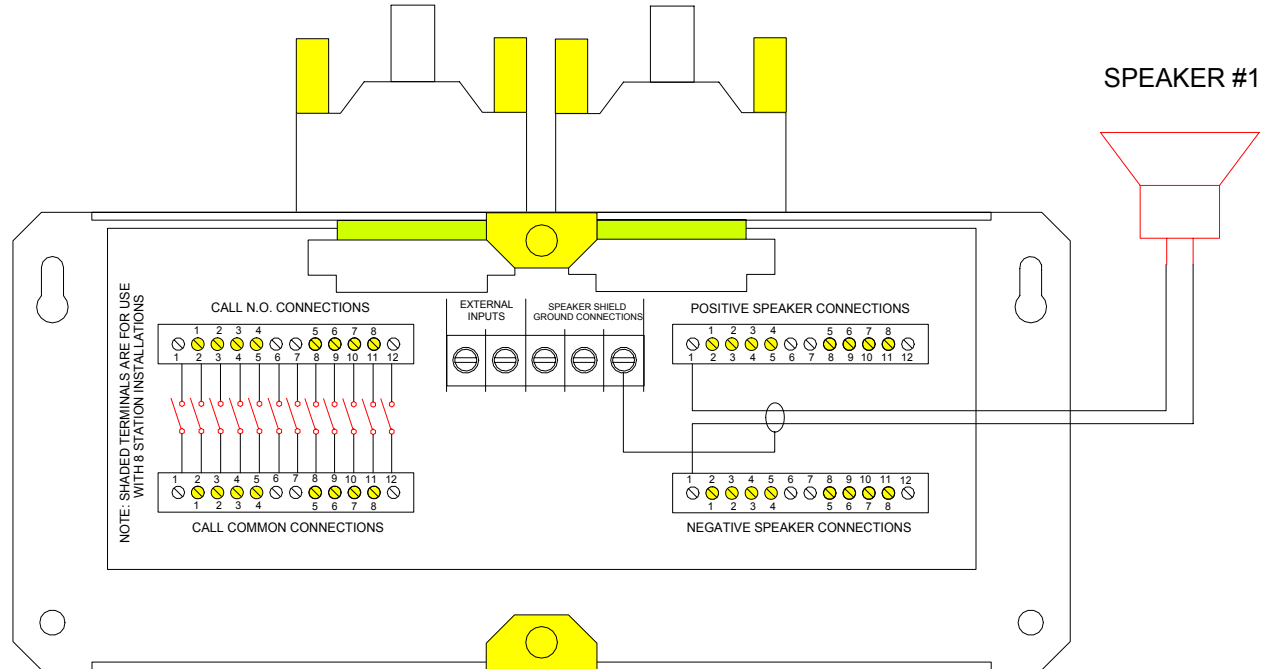 SPEAKER #1
NOTE: SHADED TERMINALS ARE FOR USE
WITH 8 STATION INSTALLATIONS
CALL N.O. CONNECTIONS
1 2 3 4 5 6 7 8
1 2 3 4 5 6 7 8 9 10 11 12
EXTERNAL
INPUTS
SPEAKER SHIELD
GROUND CONNECTIONS
POSITIVE SPEAKER CONNECTIONS
1 2 3 4 5 6 7 8
1 2 3 4 5 6 7 8 9 10 11 12
1 2 3 4 5 6 7 8 9 10 11 12
1 2 3 4 5 6 7 8
CALL COMMON CONNECTIONS
1 2 3 4 5 6 7 8 9 10 11 12
1 2 3 4 5 6 7 8
NEGATIVE SPEAKER CONNECTIONS